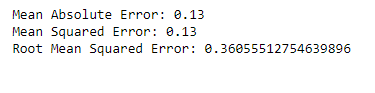 Mean Absolute Error: 0.13
Mean Squared Error: 0.13
Root Mean Squared Error: 0.36055512754639896